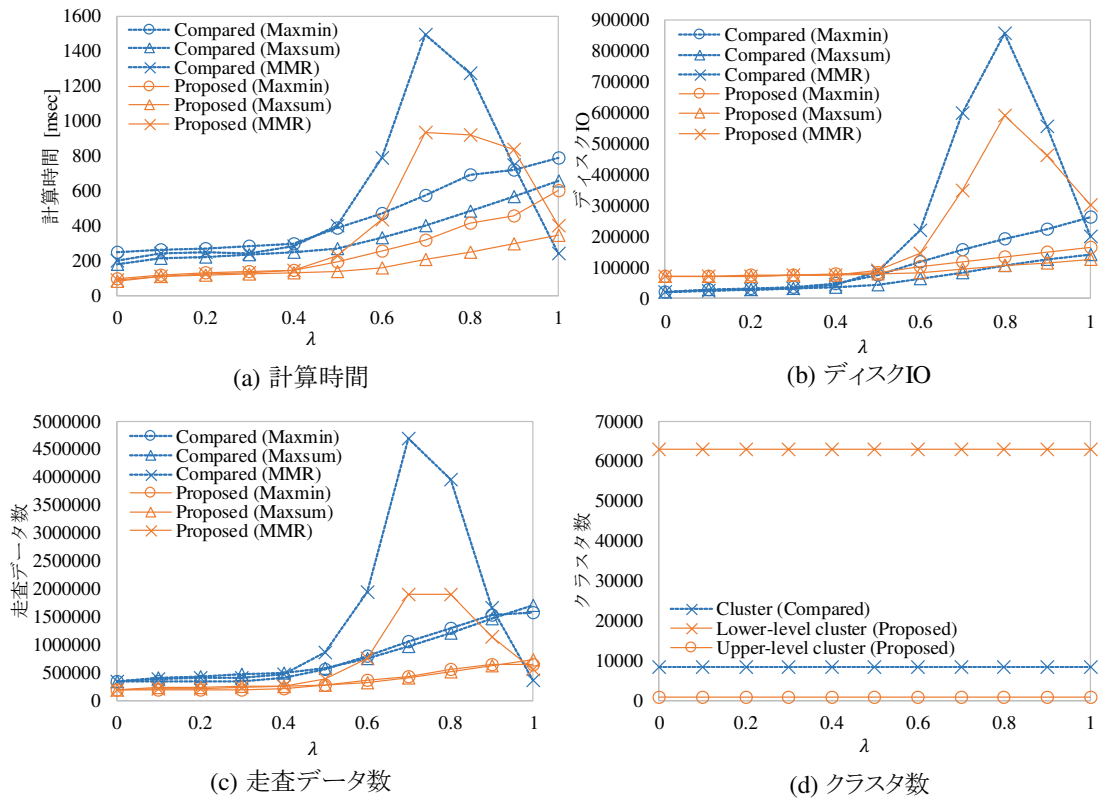 1600
1400
1200
1000
800
600
400
200
0
計算時間 [msec]
Compared (Maxmin)
Compared (Maxsum)
Compared (MMR)
Proposed (Maxmin)
Proposed (Maxsum)
Proposed (MMR)
0 0.2 0.4 0.6 0.8 1
λ
(a) 計算時間
900000
800000
700000
600000
500000
400000
300000
200000
100000
0
ディスクIO
Compared (Maxmin)
Compared (Maxsum)
Compared (MMR)
Proposed (Maxmin)
Proposed (Maxsum)
Proposed (MMR)
0 0.2 0.4 0.6 0.8 1
λ
(b) ディスクIO
5000000
4500000
4000000
3500000
3000000
2500000
2000000
1500000
1000000
500000
0
走査データ数
Compared (Maxmin)
Compared (Maxsum)
Compared (MMR)
Proposed (Maxmin)
Proposed (Maxsum)
Proposed (MMR)
0 0.2 0.4 0.6 0.8 1
λ
(c) 走査データ数
70000
60000
50000
40000
30000
20000
10000
0
クラスタ数
Cluster (Compared)
Lower-level cluster (Proposed)
Upper-level cluster (Proposed)
0 0.2 0.4 0.6 0.8 1
λ
(d) クラスタ数